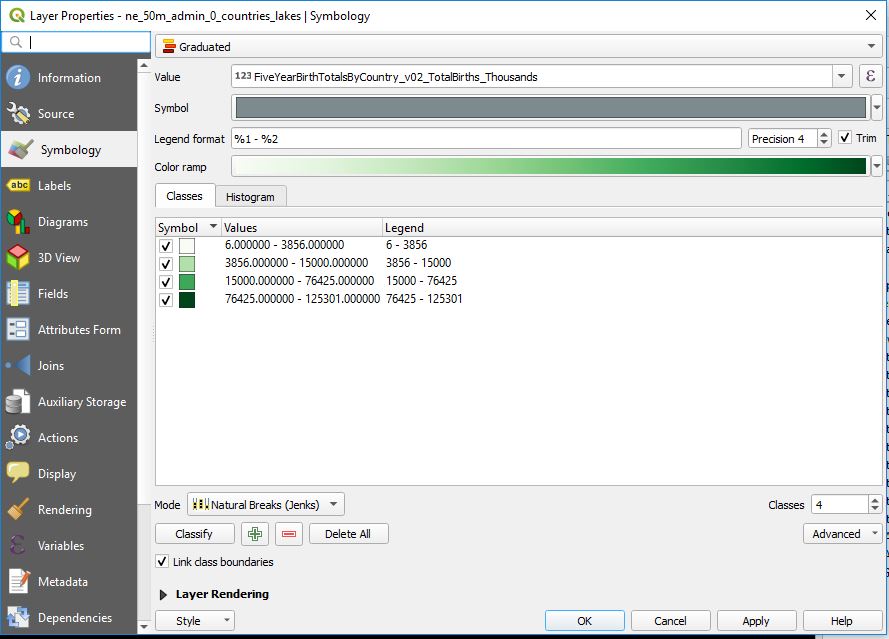 Layer Properties - ne_50m_admin_0_countries_lakes | Symbology
Information
Source
Symbology
Labels
Diagrams
3D View
Fields
Attributes Form
Joins
Auxiliary Storage
Actions
Display
Rendering
Variables
Metadata
Dependencies
abc
Graduated
Value 123 FiveYearBirthTotalsByCountry_v02_TotalBirths_Thousands ε
Symbol
Legend format %1 - %2 Precision 4 Trim
Color ramp
Classes Histogram
Symbol Values Legend
6.000000 - 3856.000000 6 - 3856
3856.000000 - 15000.000000 3856 - 15000
15000.000000 - 76425.000000 15000 - 76425
76425.000000 - 125301.000000 76425 - 125301
Mode Natural Breaks (Jenks) Classes 4
Classify Delete All Advanced
Link class boundaries
Layer Rendering
Style OK Cancel Apply Help